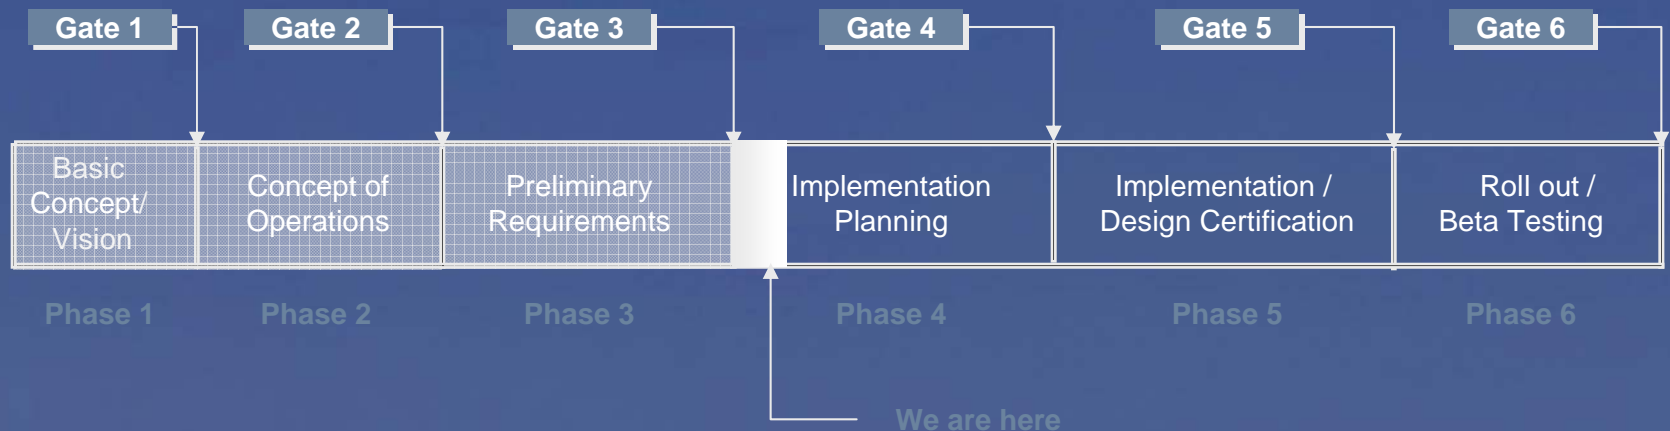 Gate 1
Gate 2
Gate 3
Gate 4
Gate 5
Gate 6
Basic
Concept/
Vision
Concept of
Operations
Preliminary
Requirements
Implementation
Planning
Implementation /
Design Certification
Roll out /
Beta Testing
Phase 1
Phase 2
Phase 3
Phase 4
Phase 5
Phase 6
We are here